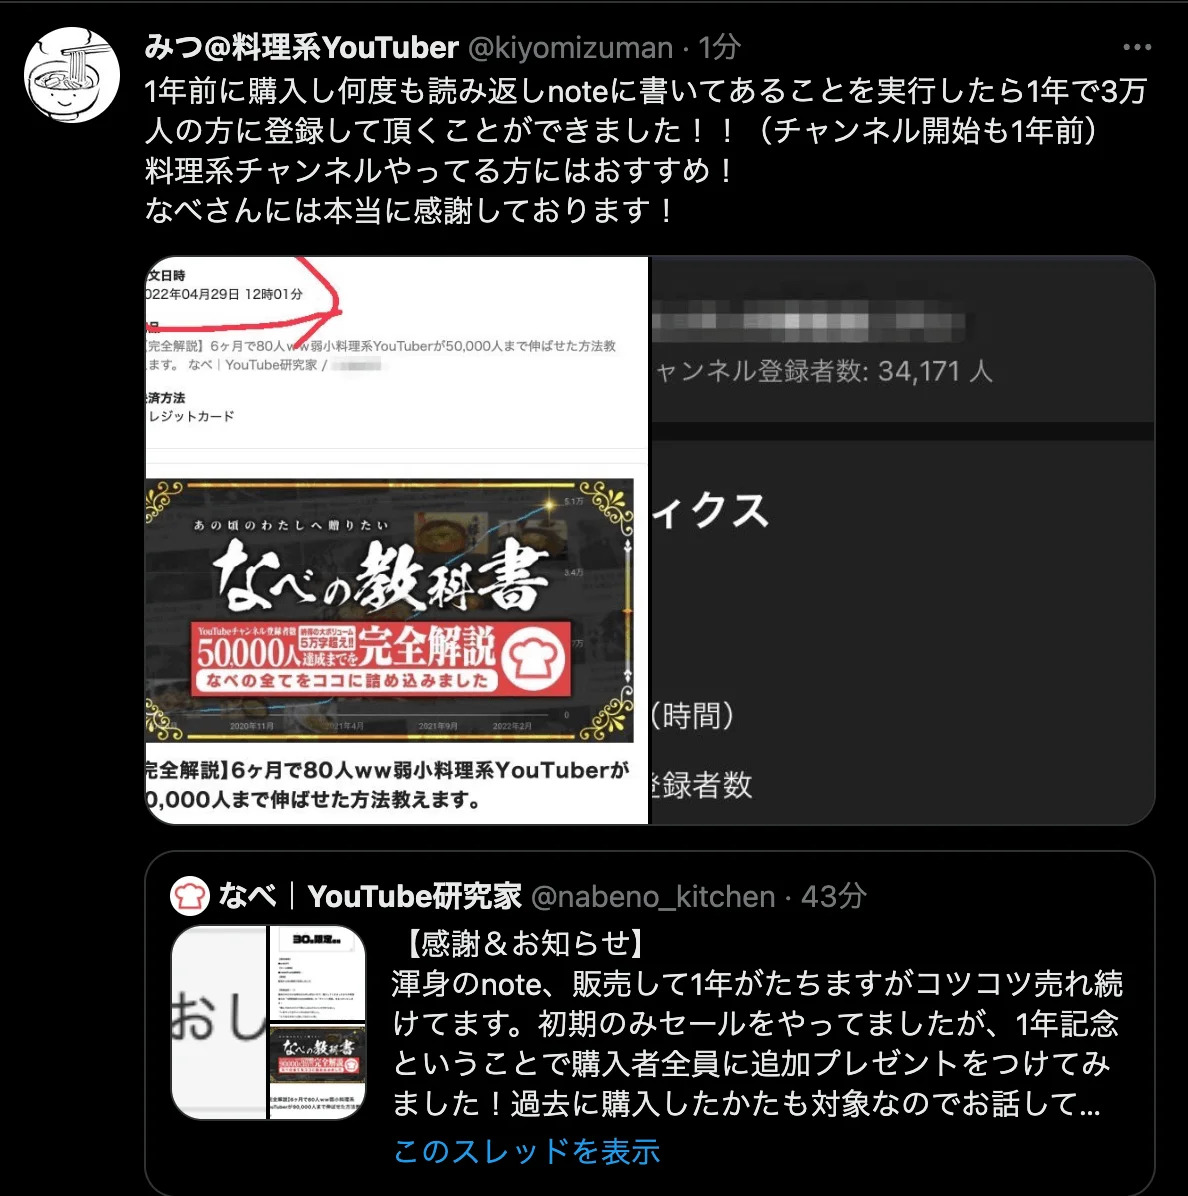 みつ@料理系YouTuber @kiyomizuman · 1分
1年前に購入し何度も読み返しnoteに書いてあることを実行したら1年で3万
人の方に登録して頂くことができました！！（チャンネル開始も1年前）
料理系チャンネルやってる方にはおすすめ！
なべさんには本当に感謝しております！
文日時
022年04月29日 12時01分
品
完全解説】6ヶ月で80人ww弱小料理系YouTuberが50,000人まで伸ばせた方法教
ます。 なべ｜YouTube研究家 /
済方法
レジットカード
あの頃のわたしへ贈りたい
なべの教科書
YouTubeチャンネル登録者数
50,000人達成までを
納得の大ボリューム
5万字超え!!
完全解説
なべの全てをココに詰め込みました
5.1万
3.4万
0
2020年11月 2021年4月 2021年9月 2022年2月
完全解説】6ヶ月で80人ww弱小料理系YouTuberが
0,000人まで伸ばせた方法教えます。
ャンネル登録者数: 34,171 人
ィクス
（時間）
登録者数
なべ｜YouTube研究家 @nabeno_kitchen · 43分
おし
30名限定
なべの教科書
【感謝＆お知らせ】
渾身のnote、販売して1年がたちますがコツコツ売れ続
けてます。初期のみセールをやってましたが、1年記念
ということで購入者全員に追加プレゼントをつけてみ
ました！過去に購入したかたも対象なのでお話して...
このスレッドを表示